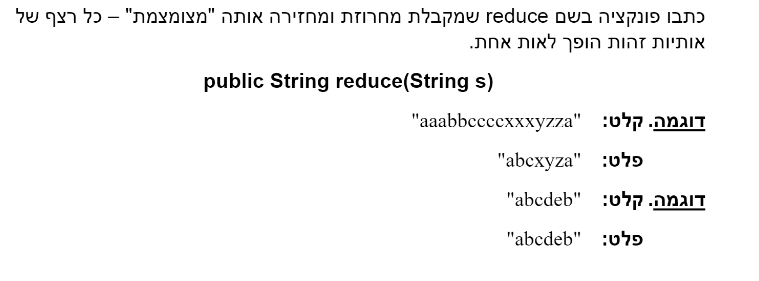 כתבו פונקציה בשם reduce שמקבלת מחרוזת ומחזירה אותה "מצומצמת" – כל רצף של
אותיות זהות הופך לאות אחת.
public String reduce(String s)
דוגמה. קלט: "aaabbccccxxxyzza"
פלט: "abcxyza"
דוגמה. קלט: "abcdeb"
פלט: "abcdeb"